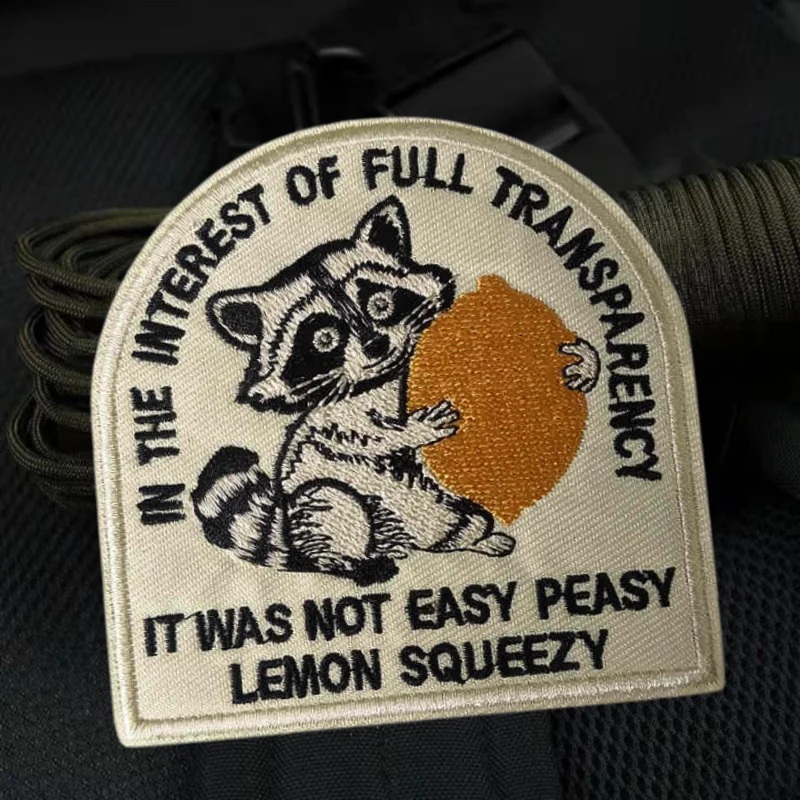 IN THE INTEREST OF FULL TRANSPARENCY
IT WAS NOT EASY PEASY
LEMON SQUEEZY